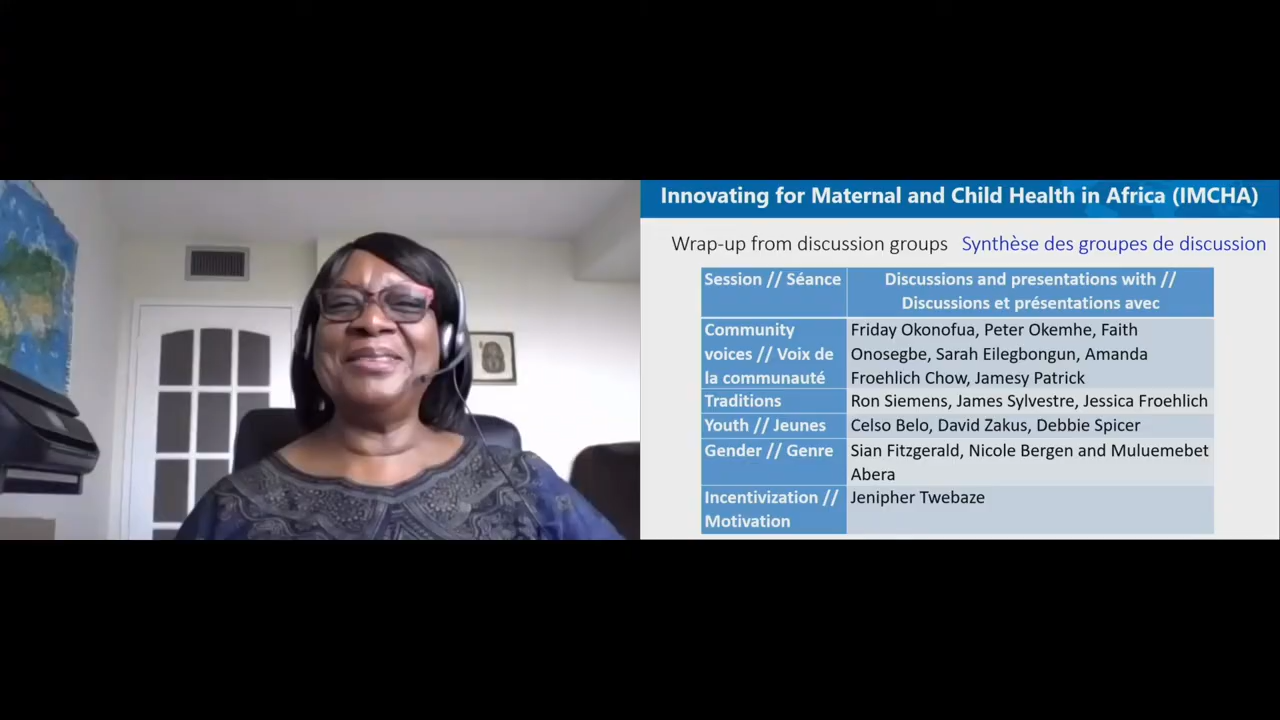 Innovating for Maternal and Child Health in Africa (IMCHA)
Wrap-up from discussion groups Synthèse des groupes de discussion
Session // Séance
Discussions and presentations with //
Discussions et présentations avec
Community
voices // Voix de
la communauté
Friday Okonofua, Peter Okemhe, Faith
Onosegbe, Sarah Eilegbongun, Amanda
Froehlich Chow, Jamesy Patrick
Traditions
Ron Siemens, James Sylvestre, Jessica Froehlich
Youth // Jeunes
Celso Belo, David Zakus, Debbie Spicer
Gender // Genre
Sian Fitzgerald, Nicole Bergen and Muluemebet
Abera
Incentivization //
Motivation
Jenipher Twebaze